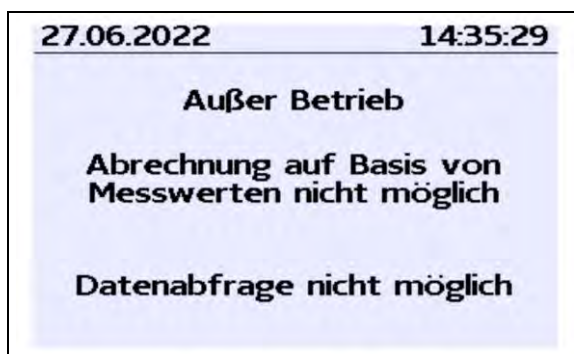 27.06.2022 14:35:29
Außer Betrieb
Abrechnung auf Basis von
Messwerten nicht möglich
Datenabfrage nicht möglich